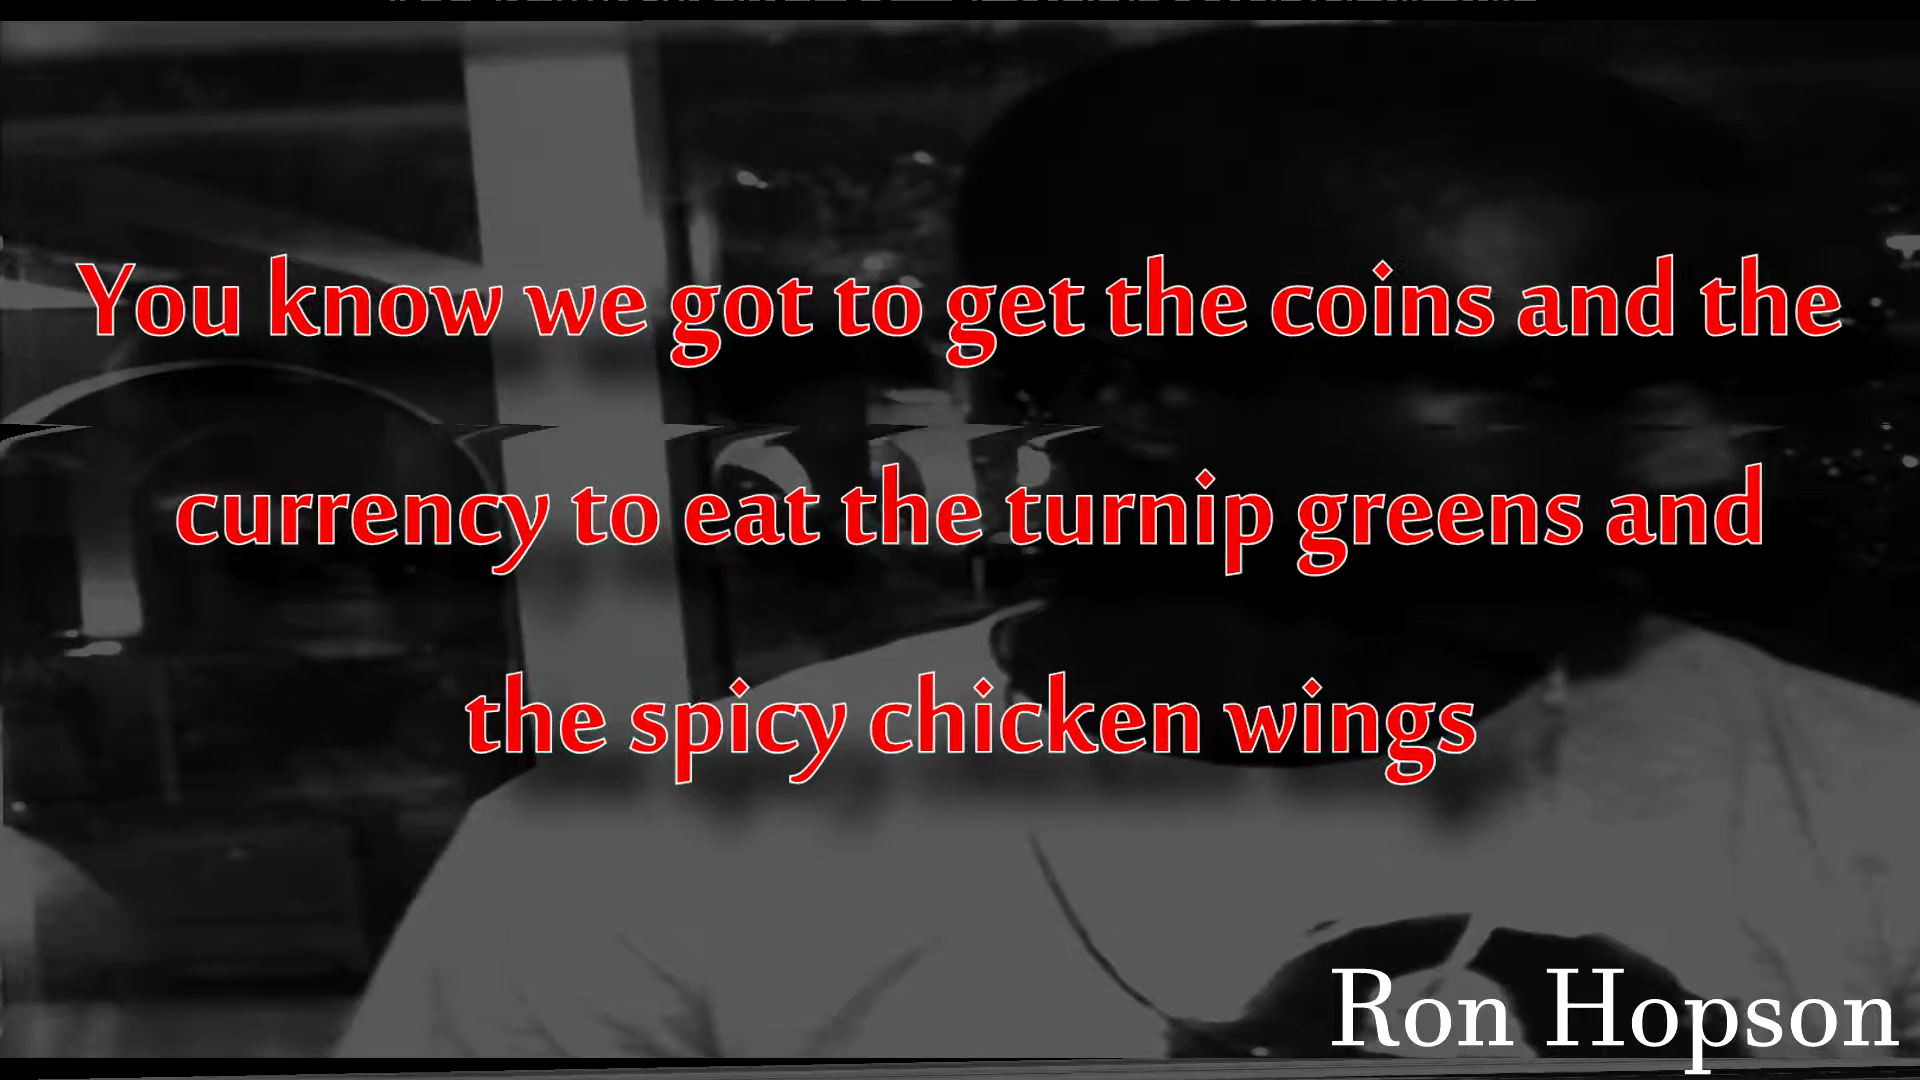 You know we got to get the coins and the
currency to eat the turnip greens and
the spicy chicken wings
Ron Hopson